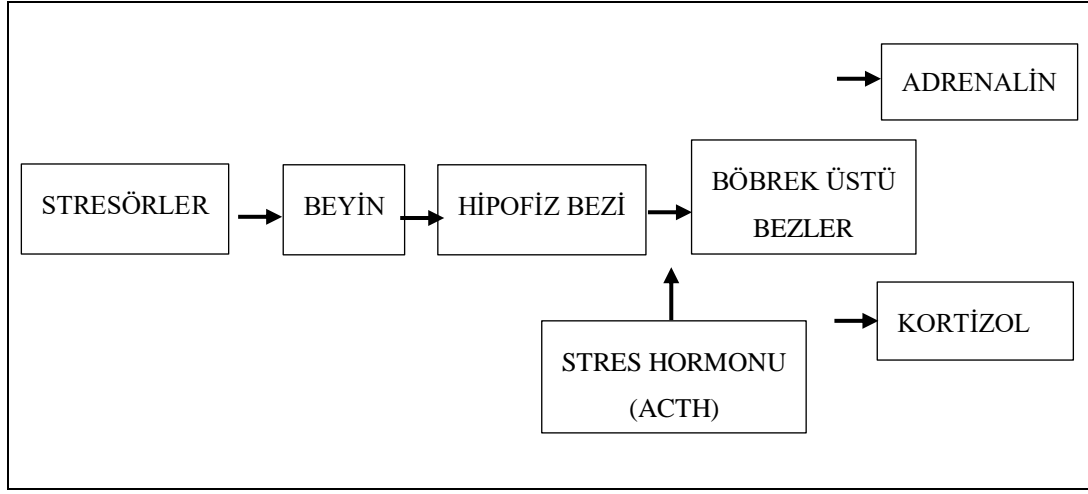 ADRENALİN
STRESÖRLER
BEYİN
HİPOFİZ BEZİ
BÖBREK ÜSTÜ
BEZLER
KORTİZOL
STRES HORMONU
(ACTH)